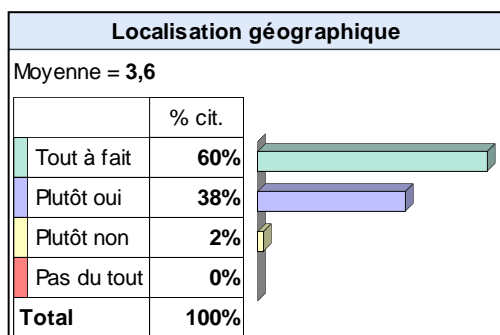 Localisation géographique
Moyenne = 3,6
% cit.
Tout à fait 60%
Plutôt oui 38%
Plutôt non 2%
Pas du tout 0%
Total 100%